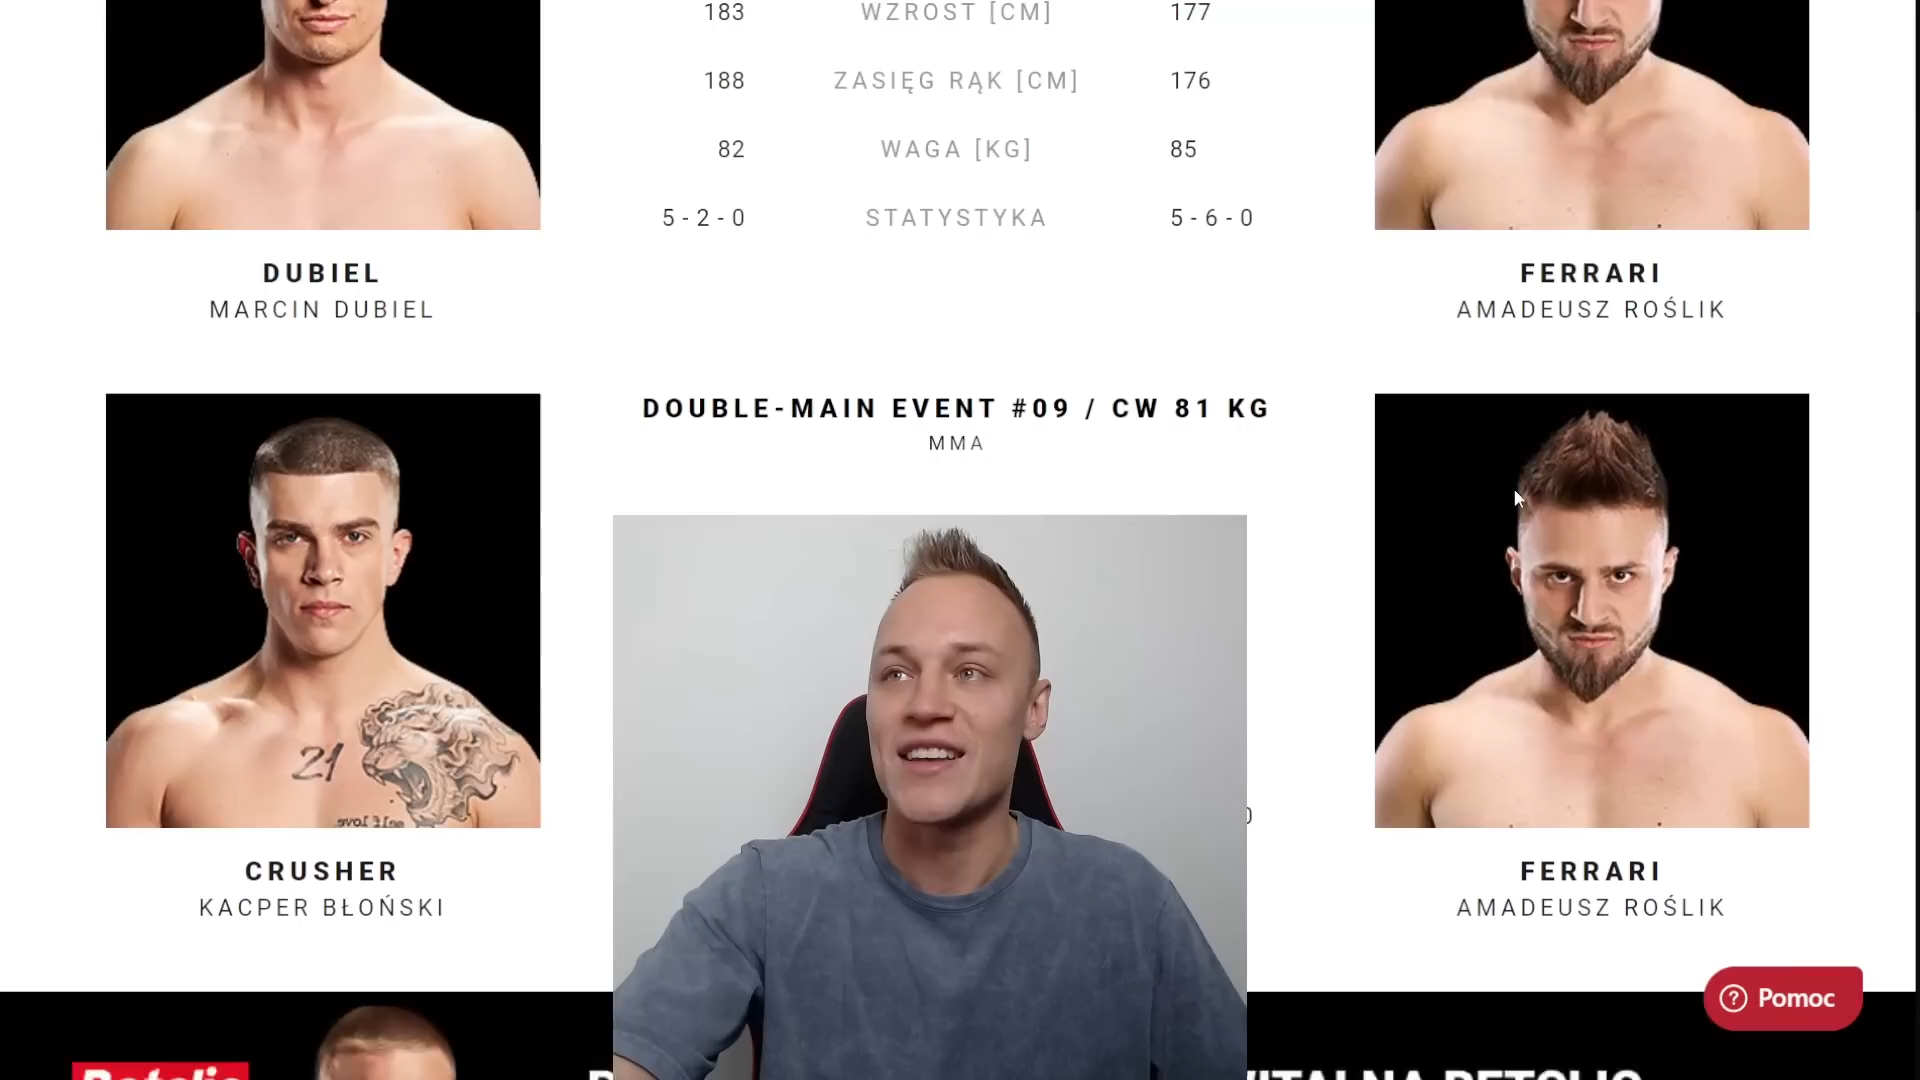 183 WZROST [CM] 177
188 ZASIĘG RĄK [CM] 176
82 WAGA [KG] 85
5 - 2 - 0 STATYSTYKA 5 - 6 - 0
DUBIEL
MARCIN DUBIEL
FERRARI
AMADEUSZ ROŚLIK
DOUBLE-MAIN EVENT #09 / CW 81 KG
MMA
21
CRUSHER
KACPER BŁOŃSKI
FERRARI
AMADEUSZ ROŚLIK
Pomoc